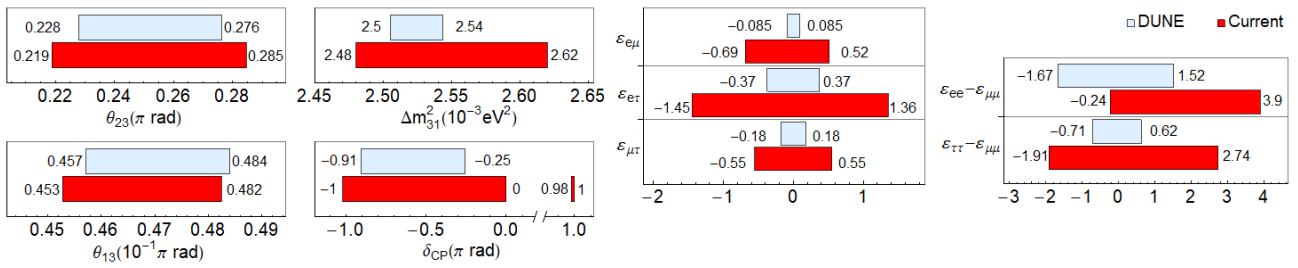 0.228 0.276
0.219 0.285
0.22 0.24 0.26 0.28
θ23(π rad)
2.5 2.54
2.48 2.62
2.45 2.50 2.55 2.60 2.65
Δm²31(10⁻³eV²)
0.457 0.484
0.453 0.482
0.45 0.46 0.47 0.48 0.49
θ13(10⁻¹π rad)
−0.91 −0.25
−1 0 0.98 1
−1.0 −0.5 0.0 1.0
δCP(π rad)
εeμ −0.085 0.085
−0.69 0.52
εeτ −0.37 0.37
−1.45 1.36
εμτ −0.18 0.18
−0.55 0.55
−2 −1 0 1
DUNE Current
εee−εμμ −1.67 1.52
−0.24 3.9
εττ−εμμ −0.71 0.62
−1.91 2.74
−3 −2 −1 0 1 2 3 4